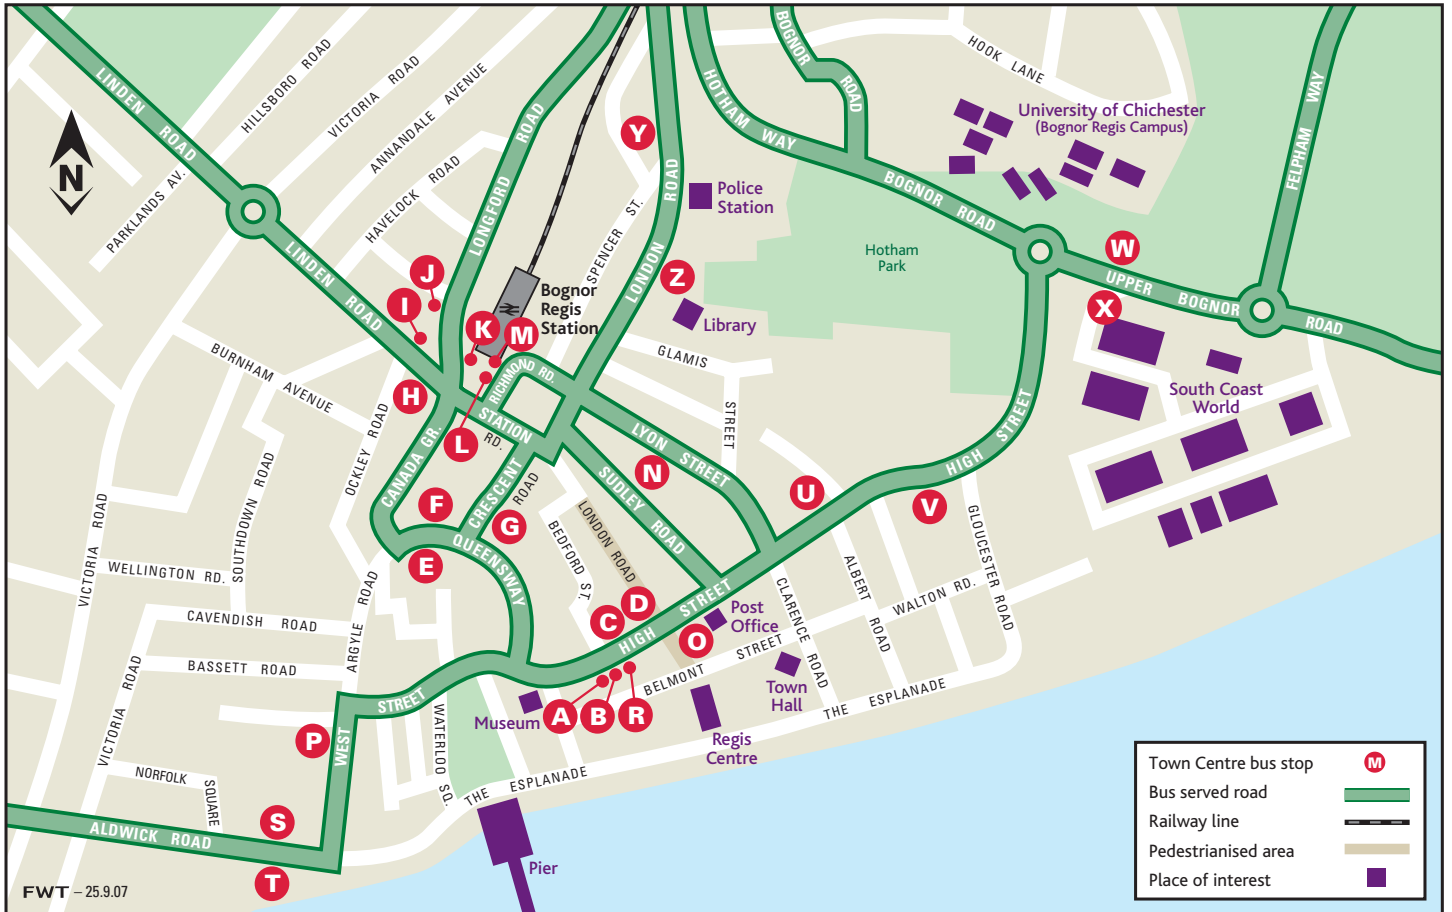 LINDEN ROAD
HILLSBORO ROAD
VICTORIA ROAD
ANNANDALE AVENUE
PARKLANDS AV.
HAVELOCK ROAD
LONGFORD ROAD
HOTHAM WAY
BOGNOR ROAD
HOOK LANE
University of Chichester
(Bognor Regis Campus)
FELPHAM WAY
N
Y
Police
Station
LONDON ROAD
SPENCER ST.
BOGNOR ROAD
Hotham
Park
W
UPPER BOGNOR ROAD
X
LINDEN ROAD
J
I
K
M
Bognor
Regis
Station
Z
Library
GLAMIS STREET
RICHMOND RD.
South Coast
World
BURNHAM AVENUE
H
L
STATION RD.
CANADA GR.
OCKLEY ROAD
LYON STREET
N
SUDLEY ROAD
U
V
HIGH STREET
F
CRESCENT ROAD
G
E
QUEENSWAY
BEDFORD ST.
LONDON ROAD
SOUTHDOWN ROAD
VICTORIA ROAD
WELLINGTON RD.
CAVENDISH ROAD
BASSETT ROAD
ARGYLE ROAD
C
D
HIGH STREET
O
Post
Office
CLARENCE ROAD
ALBERT ROAD
WALTON RD.
GLOUCESTER ROAD
BELMONT STREET
Town
Hall
THE ESPLANADE
Museum
A
B
R
Regis
Centre
WEST STREET
P
WATERLOO SQ.
VICTORIA ROAD
NORFOLK SQUARE
THE ESPLANADE
Pier
S
ALDWICK ROAD
T
FWT – 25.9.07
Town Centre bus stop
M
Bus served road
Railway line
Pedestrianised area
Place of interest